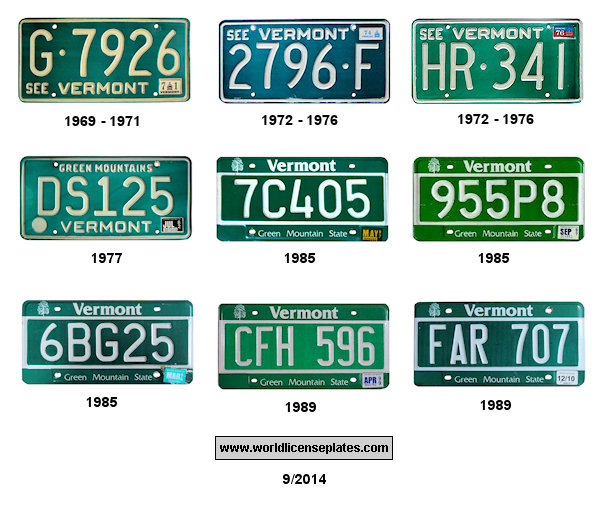 G·7926
71
SEE VERMONT
1969 - 1971
SEE VERMONT
74
2796·F
1972 - 1976
SEE VERMONT
76
HR·341
1972 - 1976
GREEN MOUNTAINS
DS125
VERMONT
1977
Vermont
7C405
Green Mountain State
MAY
1985
Vermont
955P8
Green Mountain State
SEP
1985
Vermont
6BG25
Green Mountain State
MAR
1985
Vermont
CFH 596
Green Mountain State
APR
1989
Vermont
FAR 707
Green Mountain State
12/10
1989
www.worldlicenseplates.com
9/2014